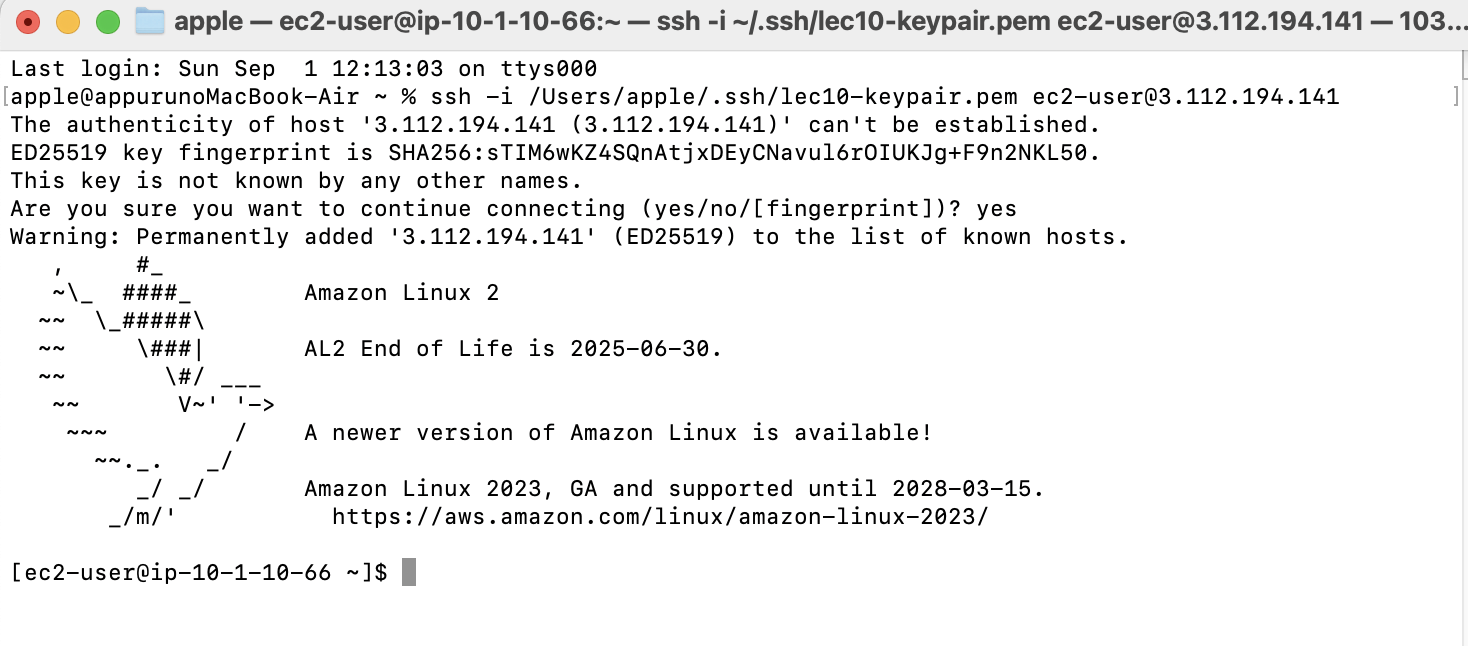 apple — ec2-user@ip-10-1-10-66:~ — ssh -i ~/.ssh/lec10-keypair.pem ec2-user@3.112.194.141 — 103...
Last login: Sun Sep  1 12:13:03 on ttys000
[apple@appurunoMacBook-Air ~ % ssh -i /Users/apple/.ssh/lec10-keypair.pem ec2-user@3.112.194.141 ]
The authenticity of host '3.112.194.141 (3.112.194.141)' can't be established.
ED25519 key fingerprint is SHA256:sTIM6wKZ4SQnAtjxDEyCNavul6rOIUKJg+F9n2NKL50.
This key is not known by any other names.
Are you sure you want to continue connecting (yes/no/[fingerprint])? yes
Warning: Permanently added '3.112.194.141' (ED25519) to the list of known hosts.
   ,     #_
   ~\_  ####_        Amazon Linux 2
  ~~  \_#####\
  ~~     \###|       AL2 End of Life is 2025-06-30.
  ~~       \#/ ___
   ~~       V~' '->
    ~~~         /    A newer version of Amazon Linux is available!
      ~~._.   _/
         _/ _/       Amazon Linux 2023, GA and supported until 2028-03-15.
       _/m/'           https://aws.amazon.com/linux/amazon-linux-2023/
[ec2-user@ip-10-1-10-66 ~]$